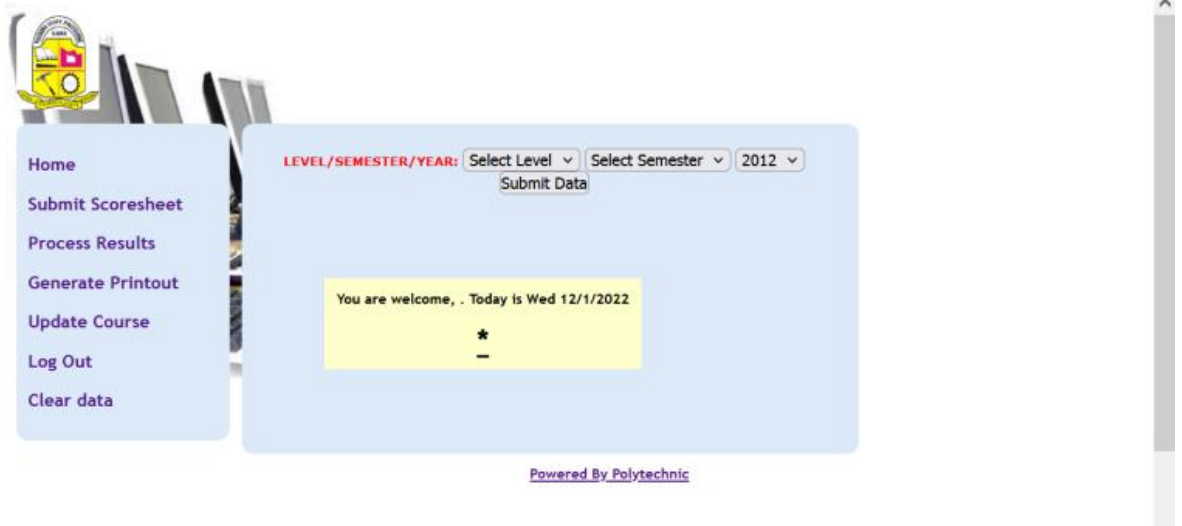 Home
Submit Scoresheet
Process Results
Generate Printout
Update Course
Log Out
Clear data
LEVEL/SEMESTER/YEAR: Select Level Select Semester 2012
Submit Data
You are welcome, . Today is Wed 12/1/2022
*
_
Powered By Polytechnic